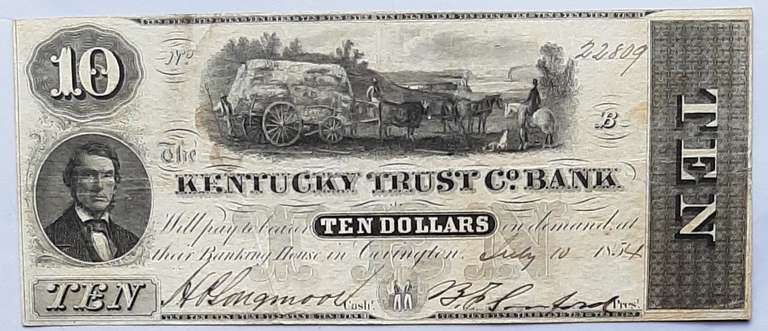 10
No 22809
B
TEN
The
KENTUCKY TRUST Co. BANK
Will pay to bearer TEN DOLLARS on demand, at
their Banking House in Covington. July 10 1854
TEN
Cash.r
Pres.t